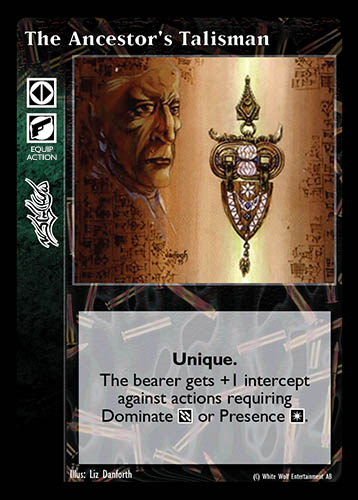 The Ancestor's Talisman
EQUIP
ACTION
Unique.
The bearer gets +1 intercept
against actions requiring
Dominate or Presence .
Illus: Liz Danforth
(C) White Wolf Entertainment AB